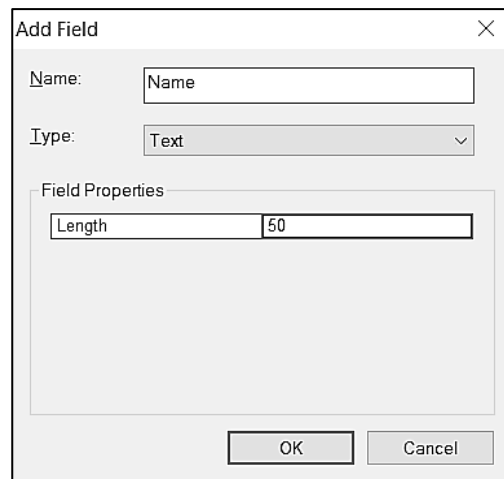 Add Field
Name: Name
Type: Text
Field Properties
Length 50
OK Cancel